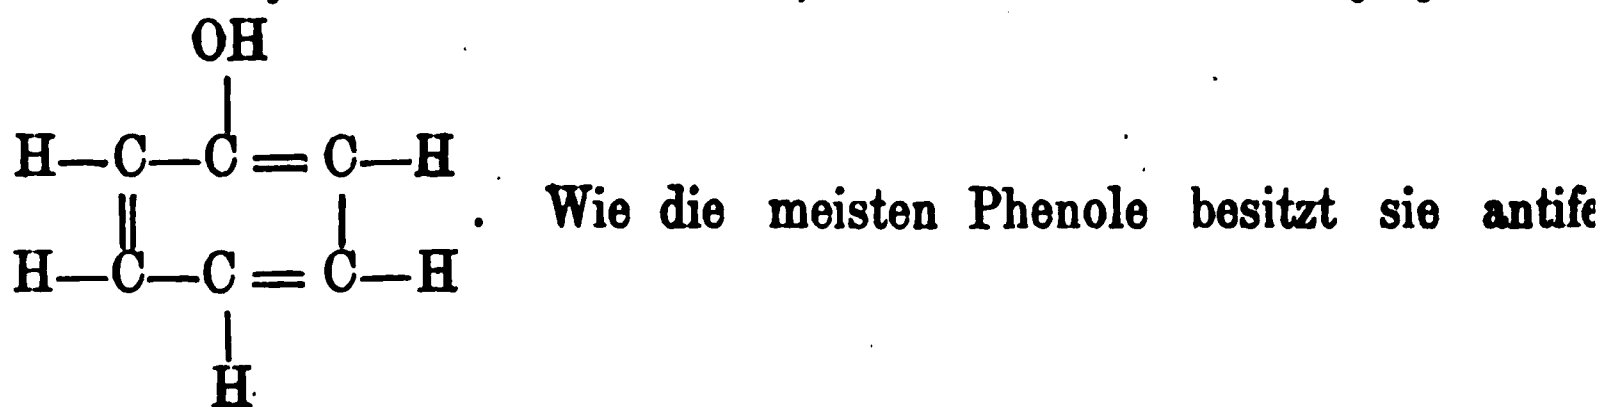 OH
H—C—C=C—H
. Wie die meisten Phenole besitzt sie antife
H—C—C=C—H
H